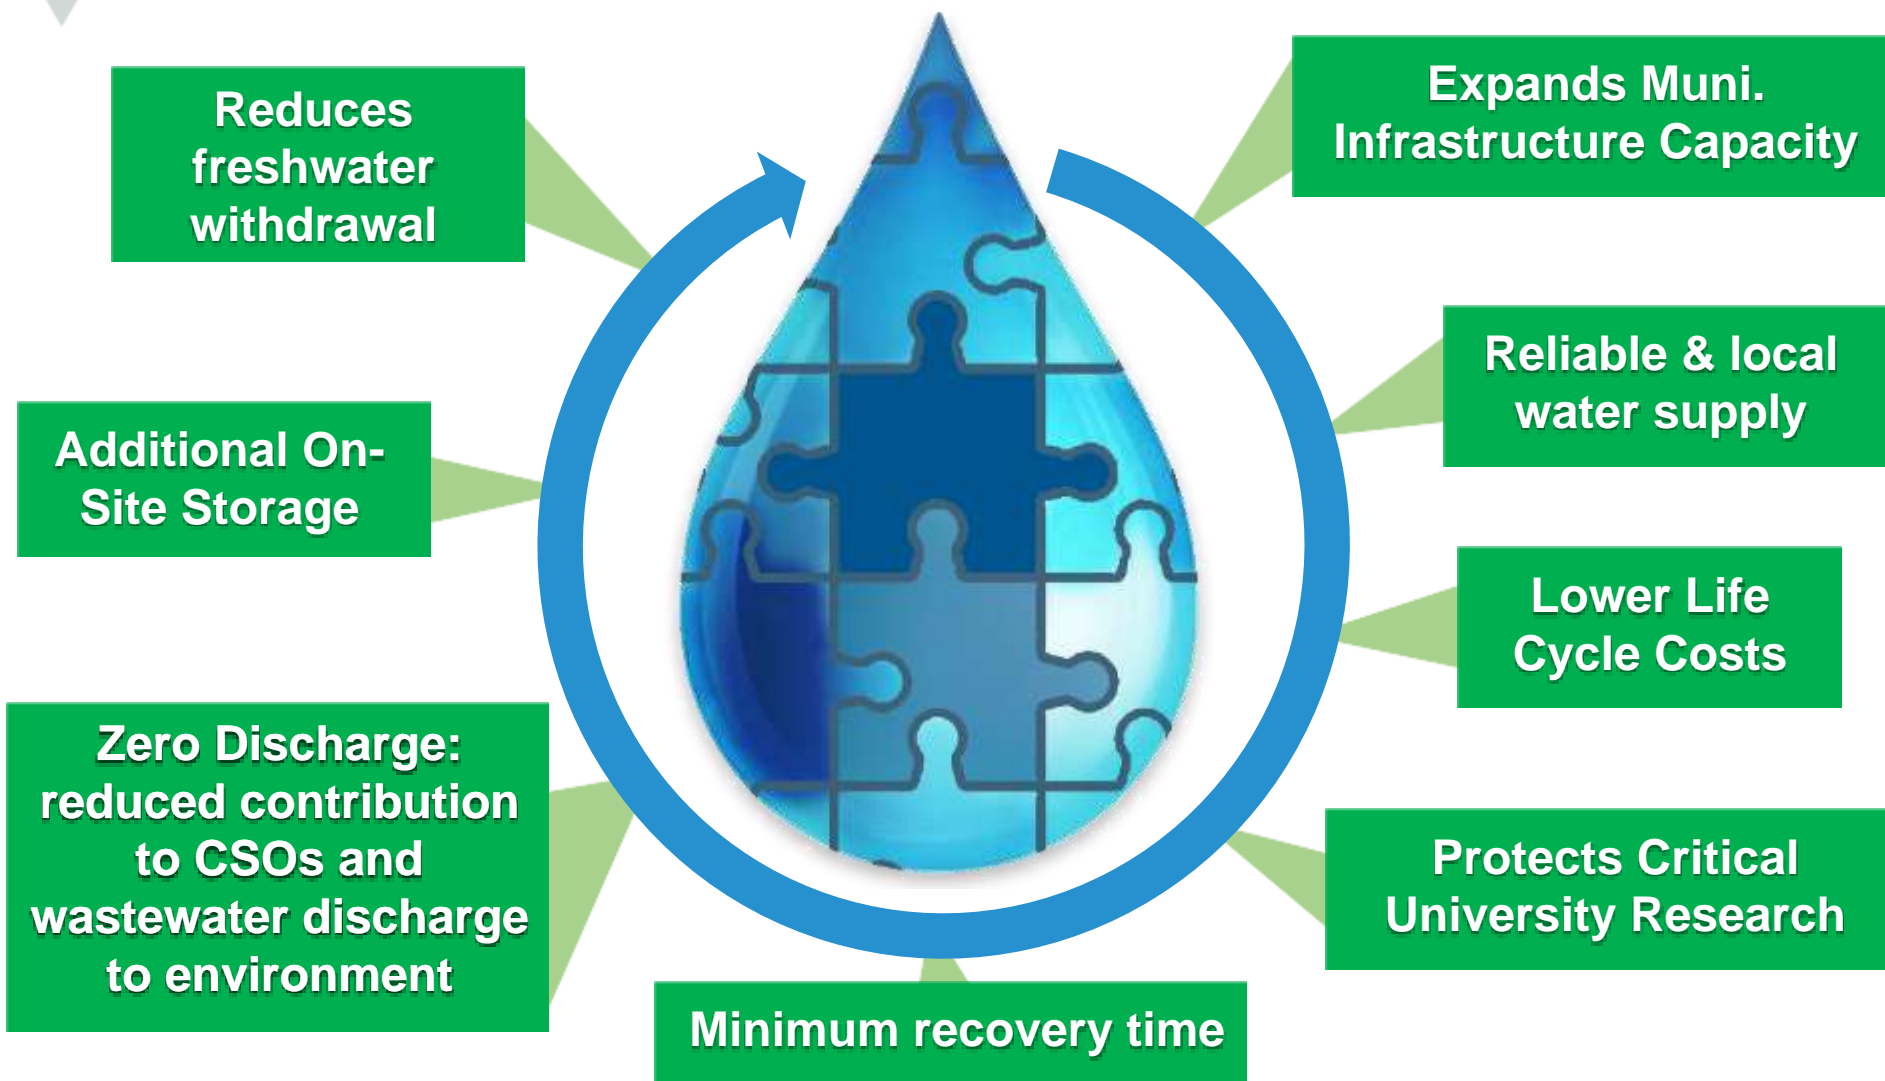 Reduces
freshwater
withdrawal
Expands Muni.
Infrastructure Capacity
Reliable & local
water supply
Additional On-
Site Storage
Lower Life
Cycle Costs
Zero Discharge:
reduced contribution
to CSOs and
wastewater discharge
to environment
Protects Critical
University Research
Minimum recovery time